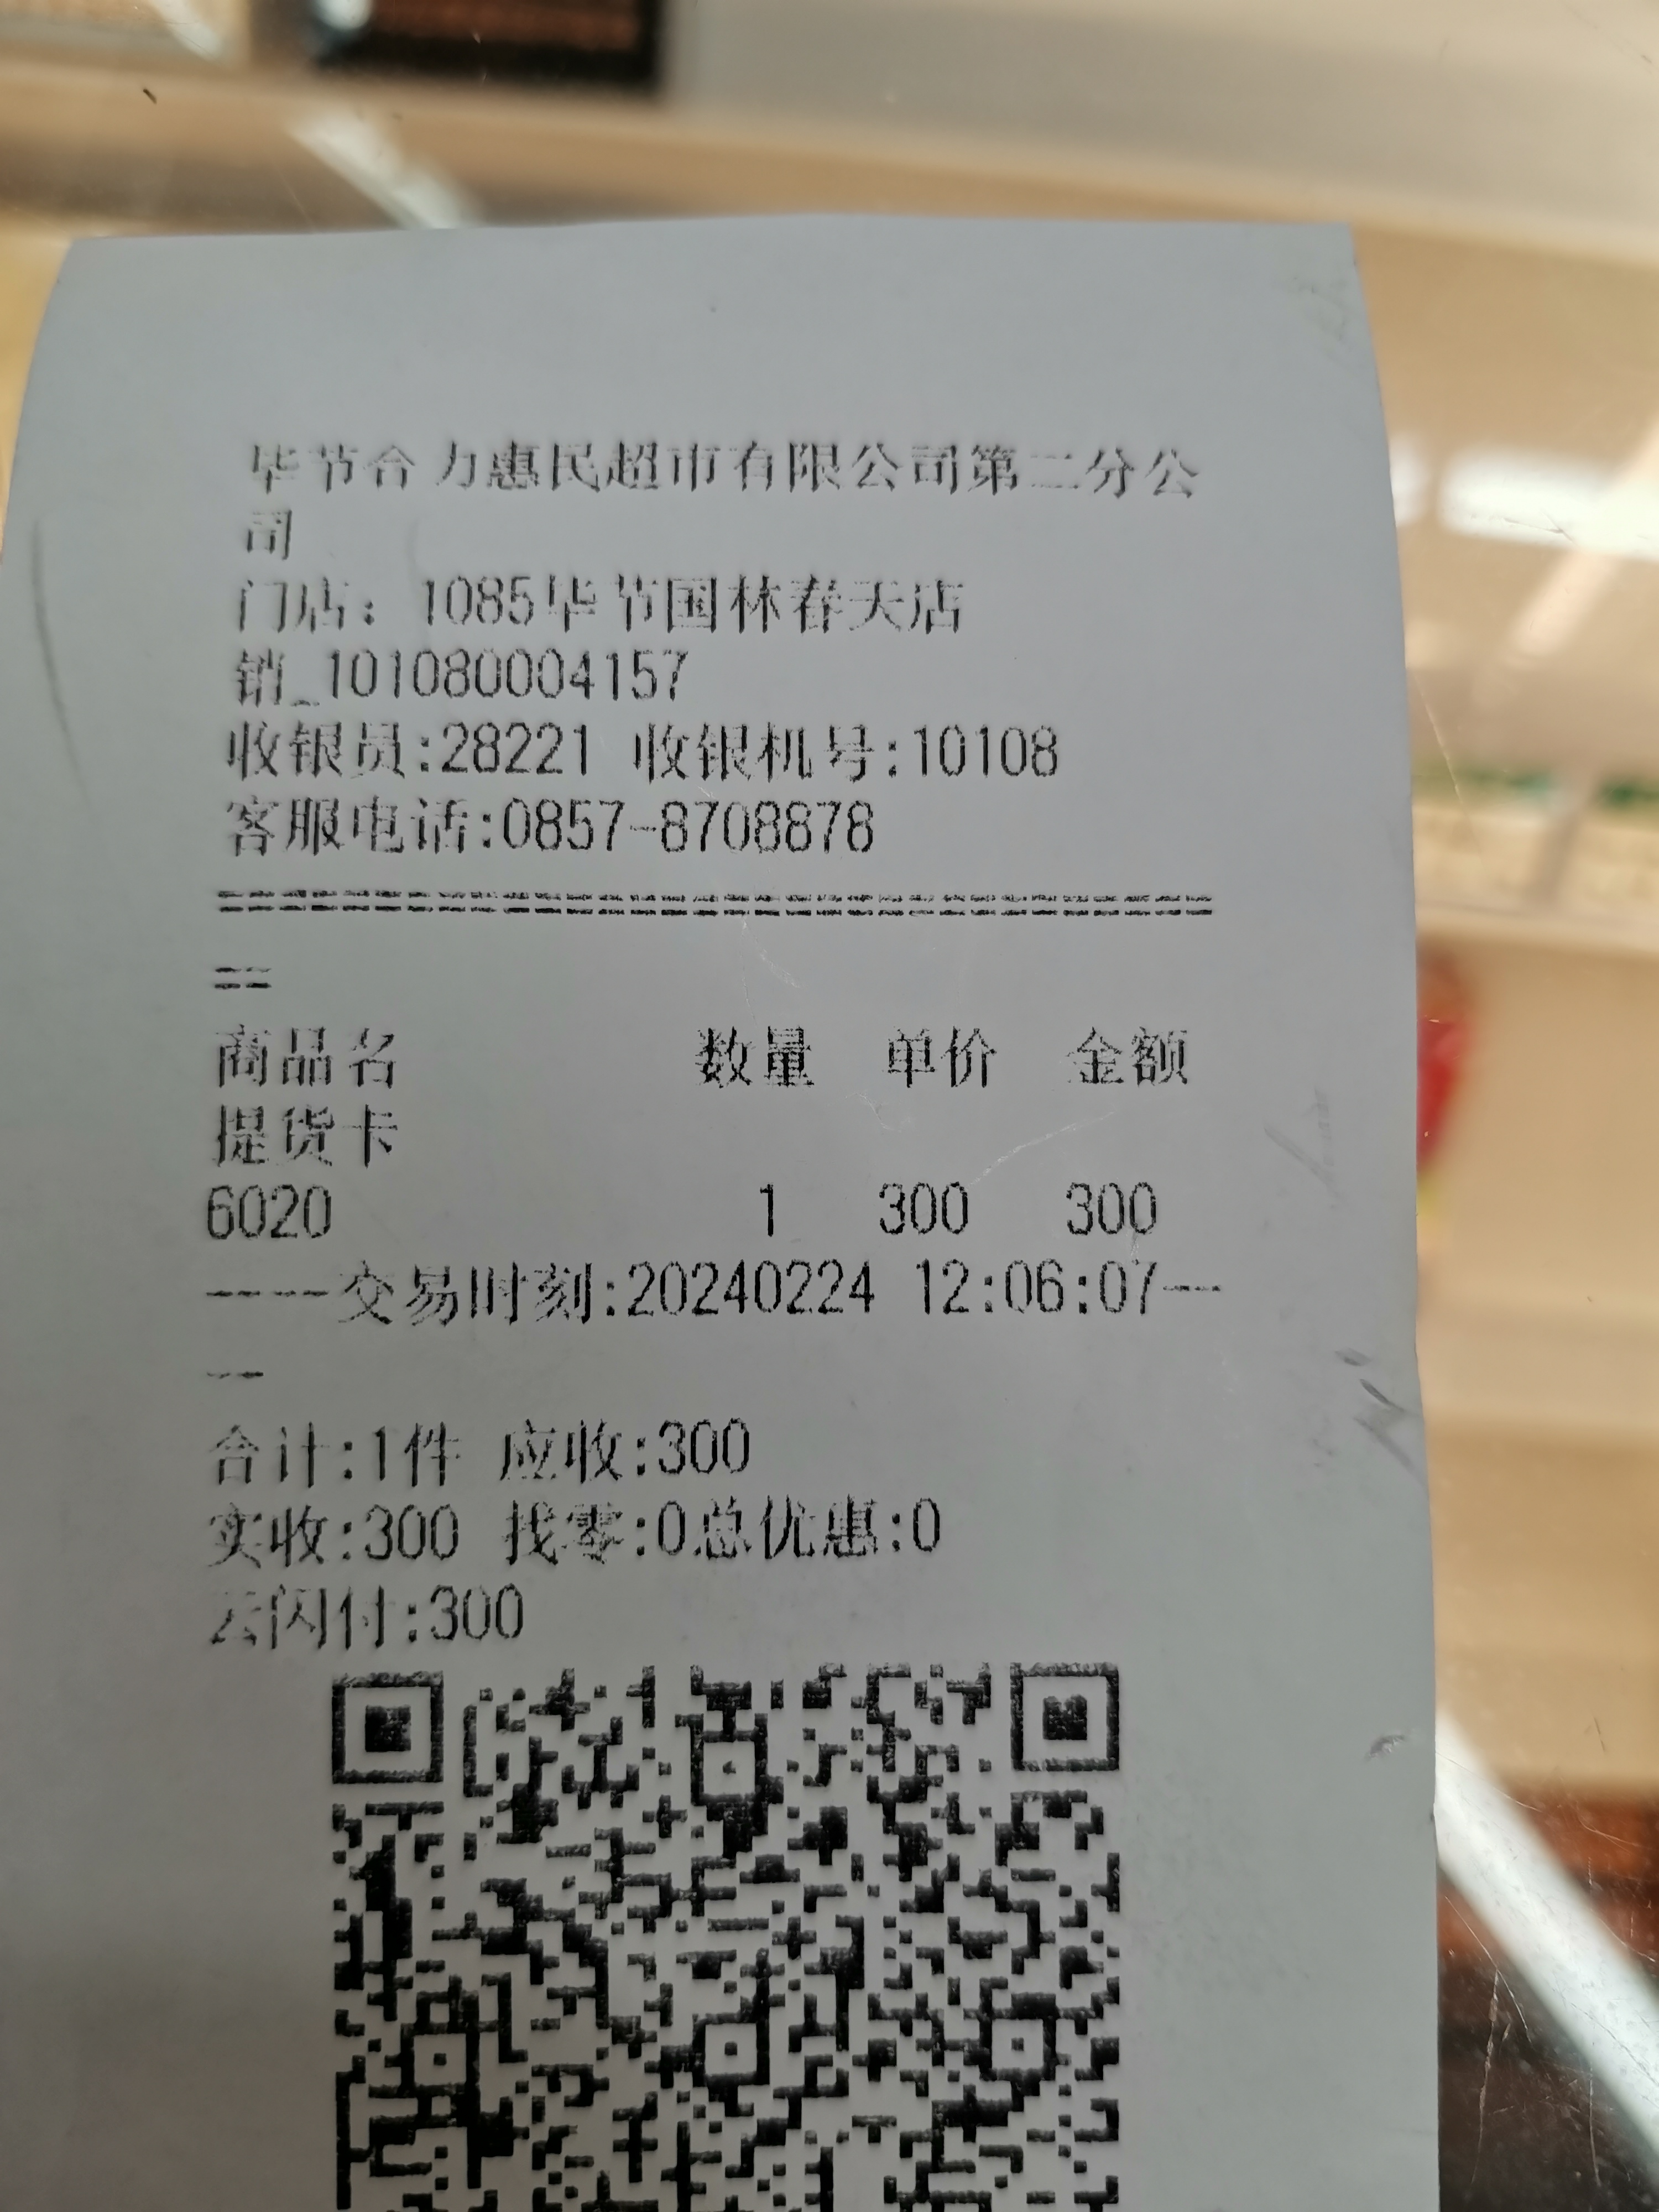 毕节合力惠民超市有限公司第二分公
司
门店：1085毕节国林春天店
销_101080004157
收银员:28221 收银机号:10108
客服电话:0857-8708878
================================
==
商品名 数量 单价 金额
提货卡
6020 1 300 300
----交易时刻:20240224 12:06:07--
--
合计:1件 应收:300
实收:300 找零:0总优惠:0
云闪付:300